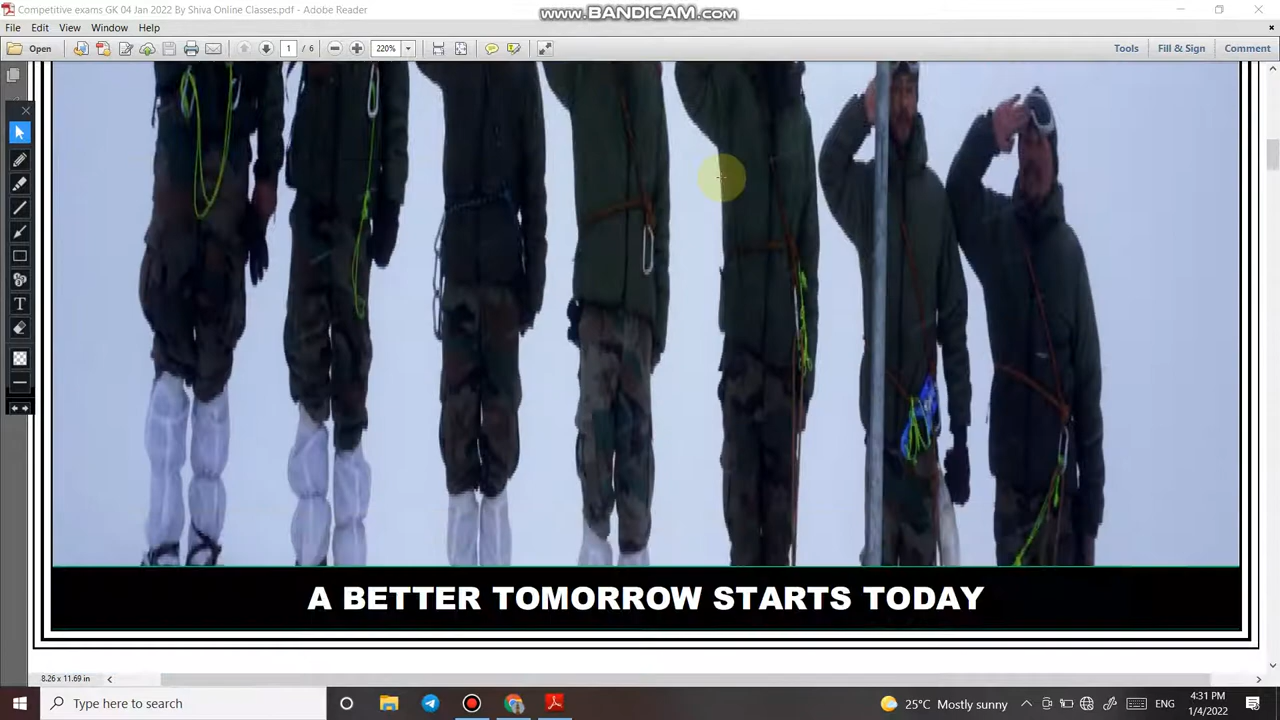 Competitive exams GK 04 Jan 2022 By Shiva Online Classes.pdf - Adobe Reader
WWW.BANDICAM.COM
File Edit View Window Help
Open 1 / 6 220% Tools Fill & Sign Comment
T
A BETTER TOMORROW STARTS TODAY
8.26 x 11.69 in
Type here to search
25°C Mostly sunny
ENG
4:31 PM
1/4/2022